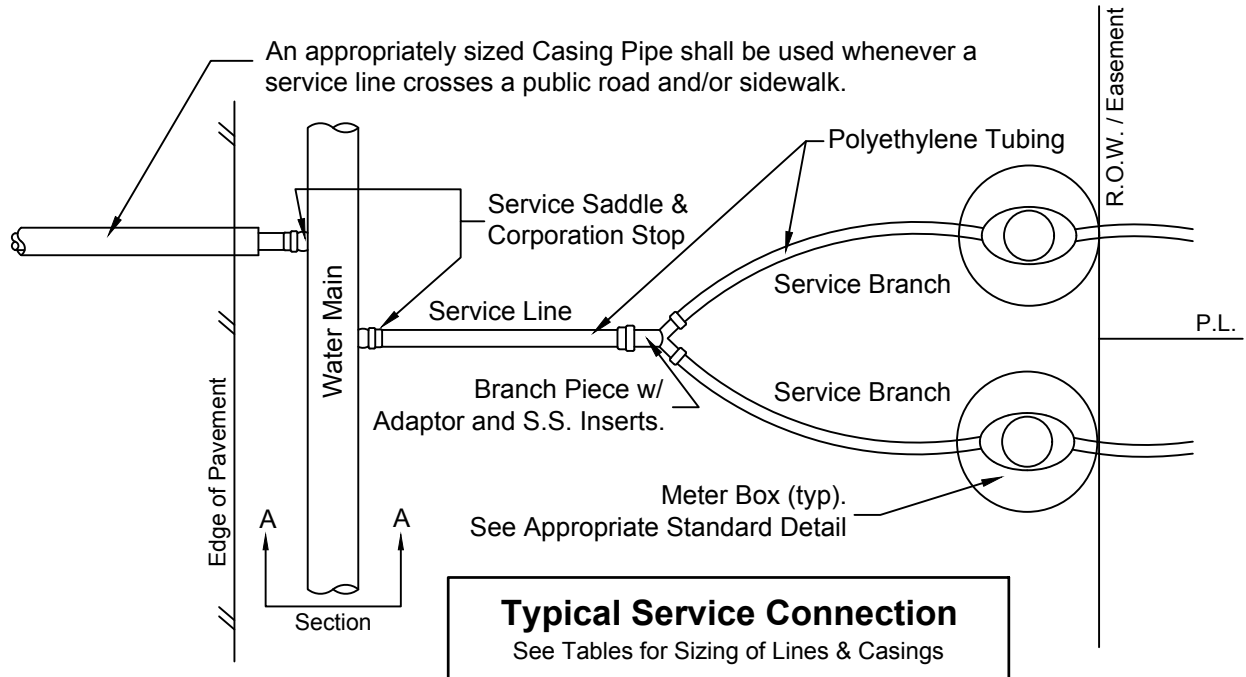 An appropriately sized Casing Pipe shall be used whenever a
service line crosses a public road and/or sidewalk.
R.O.W. / Easement
Polyethylene Tubing
Service Saddle &
Corporation Stop
Water Main
Service Line
Service Branch
P.L.
Branch Piece w/
Adaptor and S.S. Inserts.
Service Branch
Edge of Pavement
Meter Box (typ).
See Appropriate Standard Detail
A
A
Section
Typical Service Connection
See Tables for Sizing of Lines & Casings